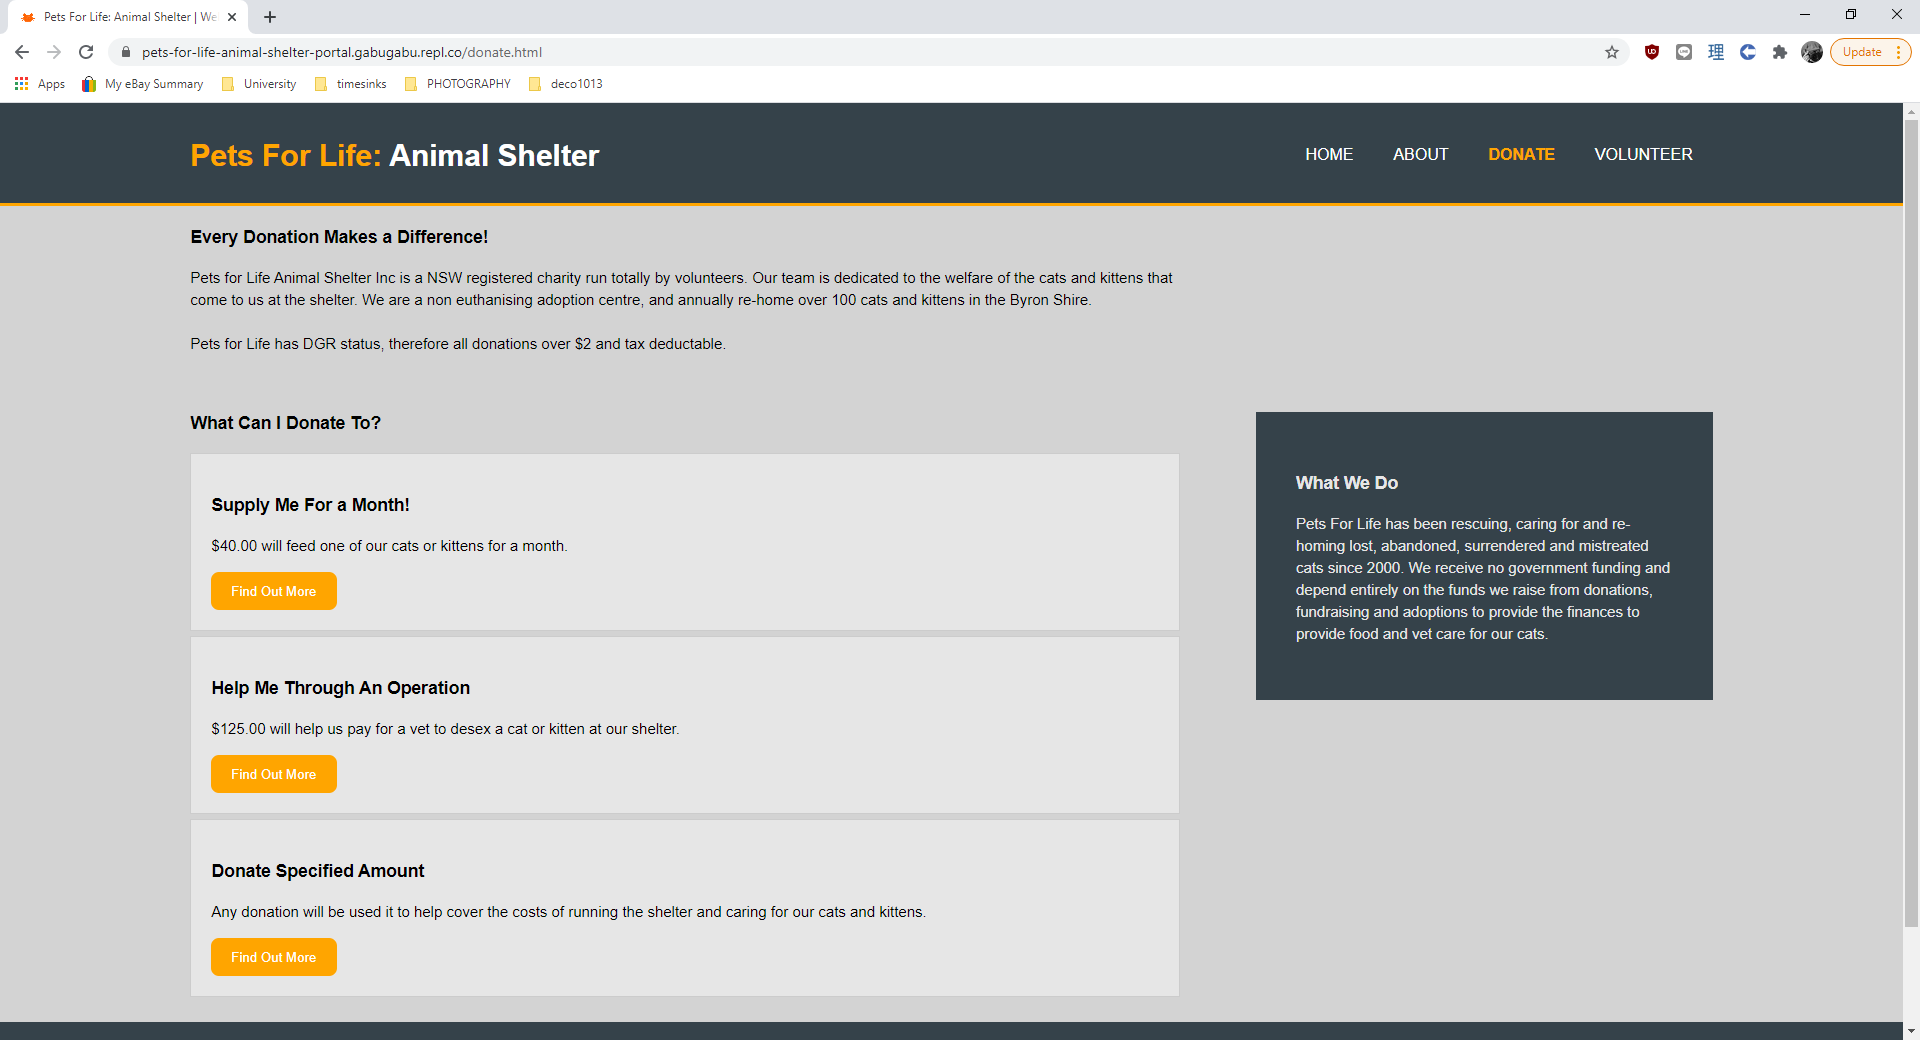 Pets For Life: Animal Shelter | We
pets-for-life-animal-shelter-portal.gabugabu.repl.co/donate.html
理
Update
Apps
My eBay Summary
University
timesinks
PHOTOGRAPHY
deco1013
Pets For Life: Animal Shelter
HOME
ABOUT
DONATE
VOLUNTEER
Every Donation Makes a Difference!
Pets for Life Animal Shelter Inc is a NSW registered charity run totally by volunteers. Our team is dedicated to the welfare of the cats and kittens that
come to us at the shelter. We are a non euthanising adoption centre, and annually re-home over 100 cats and kittens in the Byron Shire.
Pets for Life has DGR status, therefore all donations over $2 and tax deductable.
What Can I Donate To?
Supply Me For a Month!
$40.00 will feed one of our cats or kittens for a month.
Find Out More
Help Me Through An Operation
$125.00 will help us pay for a vet to desex a cat or kitten at our shelter.
Find Out More
Donate Specified Amount
Any donation will be used it to help cover the costs of running the shelter and caring for our cats and kittens.
Find Out More
What We Do
Pets For Life has been rescuing, caring for and re-
homing lost, abandoned, surrendered and mistreated
cats since 2000. We receive no government funding and
depend entirely on the funds we raise from donations,
fundraising and adoptions to provide the finances to
provide food and vet care for our cats.